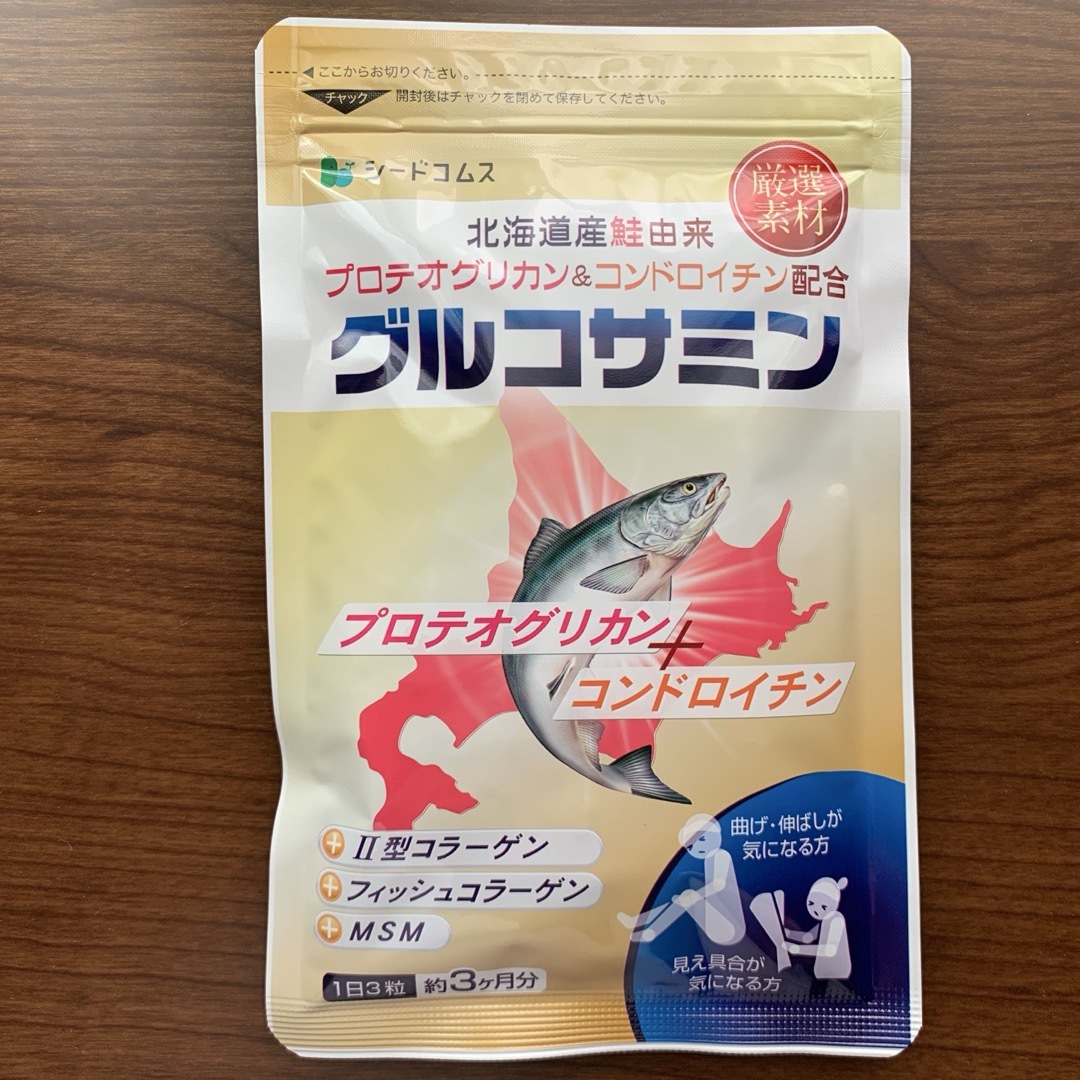 ◀ここからお切りください。
チャック 開封後はチャックを閉めて保存してください。
シードコムス
厳選
素材
北海道産鮭由来
プロテオグリカン&コンドロイチン配合
グルコサミン
プロテオグリカン
+
コンドロイチン
+ II型コラーゲン
+ フィッシュコラーゲン
+ MSM
1日3粒 約3ヶ月分
曲げ・伸ばしが
気になる方
見え具合が
気になる方